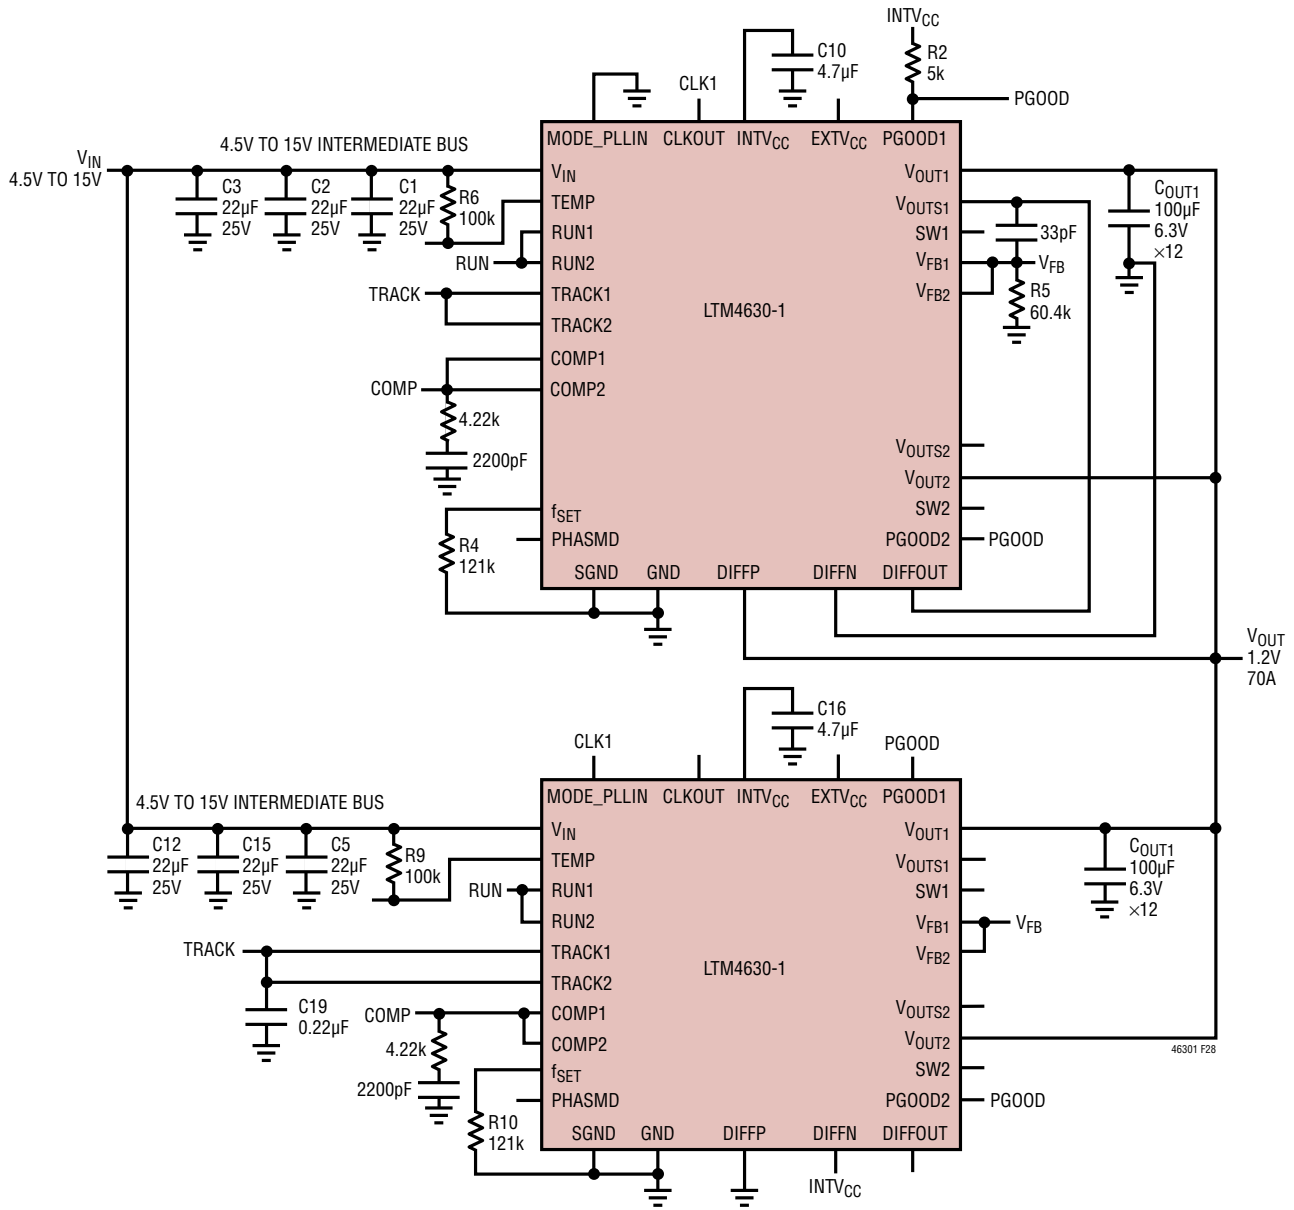 INTVCC
C10
4.7µF
R2
5k
CLK1
PGOOD
MODE_PLLIN
CLKOUT
INTVCC
EXTVCC
PGOOD1
4.5V TO 15V INTERMEDIATE BUS
VIN
4.5V TO 15V
C3
22µF
25V
C2
22µF
25V
C1
22µF
25V
R6
100k
VIN
TEMP
RUN1
RUN
RUN2
TRACK
TRACK1
TRACK2
COMP1
COMP
COMP2
4.22k
2200pF
fSET
PHASMD
R4
121k
LTM4630-1
VOUT1
VOUTS1
SW1
VFB1
VFB2
33pF
VFB
R5
60.4k
COUT1
100µF
6.3V
×12
VOUTS2
VOUT2
SW2
PGOOD2
PGOOD
SGND
GND
DIFFP
DIFFN
DIFFOUT
VOUT
1.2V
70A
C16
4.7µF
CLK1
PGOOD
MODE_PLLIN
CLKOUT
INTVCC
EXTVCC
PGOOD1
4.5V TO 15V INTERMEDIATE BUS
C12
22µF
25V
C15
22µF
25V
C5
22µF
25V
R9
100k
VIN
TEMP
RUN
RUN1
RUN2
TRACK
TRACK1
TRACK2
C19
0.22µF
COMP
COMP1
COMP2
4.22k
2200pF
fSET
PHASMD
R10
121k
LTM4630-1
VOUT1
VOUTS1
SW1
VFB1
VFB
VFB2
COUT1
100µF
6.3V
×12
VOUTS2
VOUT2
SW2
PGOOD2
PGOOD
46301 F28
SGND
GND
DIFFP
DIFFN
DIFFOUT
INTVCC